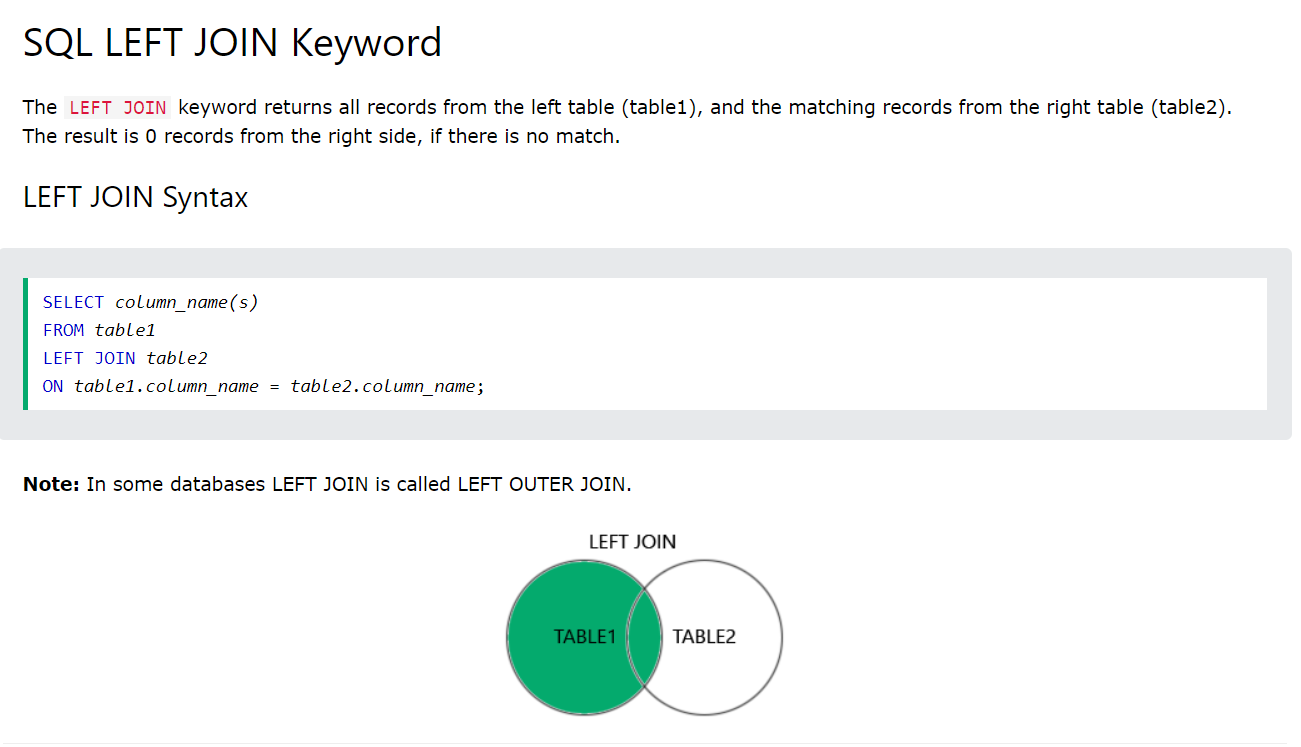 SQL LEFT JOIN Keyword
The LEFT JOIN keyword returns all records from the left table (table1), and the matching records from the right table (table2).
The result is 0 records from the right side, if there is no match.
LEFT JOIN Syntax
SELECT column_name(s)
FROM table1
LEFT JOIN table2
ON table1.column_name = table2.column_name;
Note: In some databases LEFT JOIN is called LEFT OUTER JOIN.
LEFT JOIN
TABLE1 TABLE2